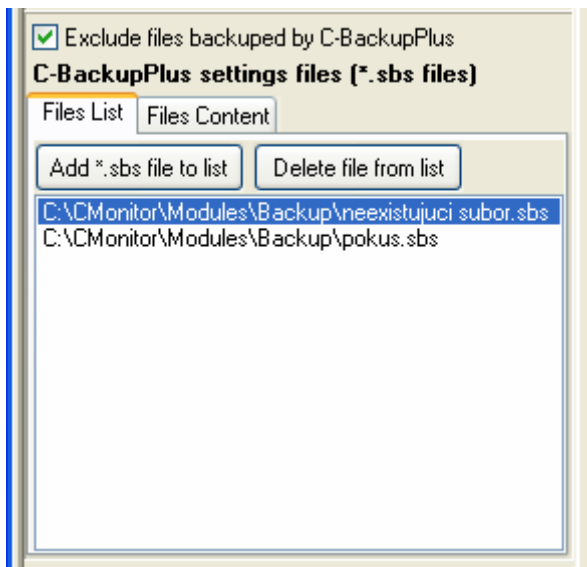 Exclude files backuped by C-BackupPlus
C-BackupPlus settings files (*.sbs files)
Files List Files Content
Add *.sbs file to list Delete file from list
C:\CMonitor\Modules\Backup\neexistujuci subor.sbs
C:\CMonitor\Modules\Backup\pokus.sbs